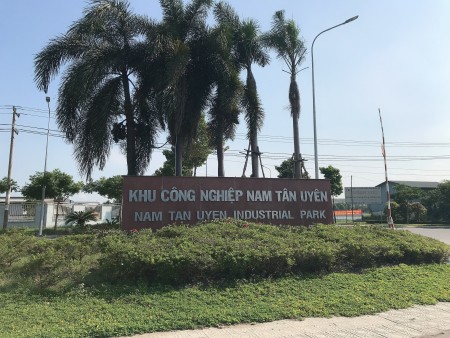 KHU CÔNG NGHIỆP NAM TÂN UYÊN
NAM TAN UYEN INDUSTRIAL PARK